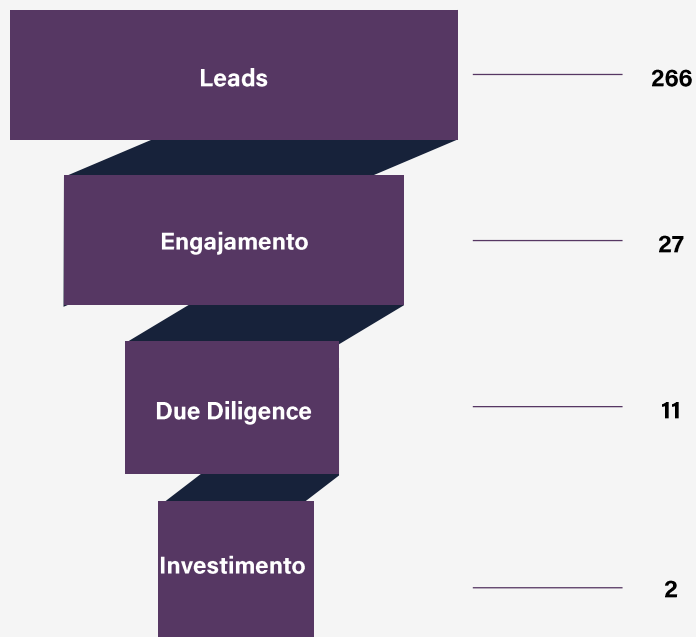 Leads
266
Engajamento
27
Due Diligence
11
Investimento
2